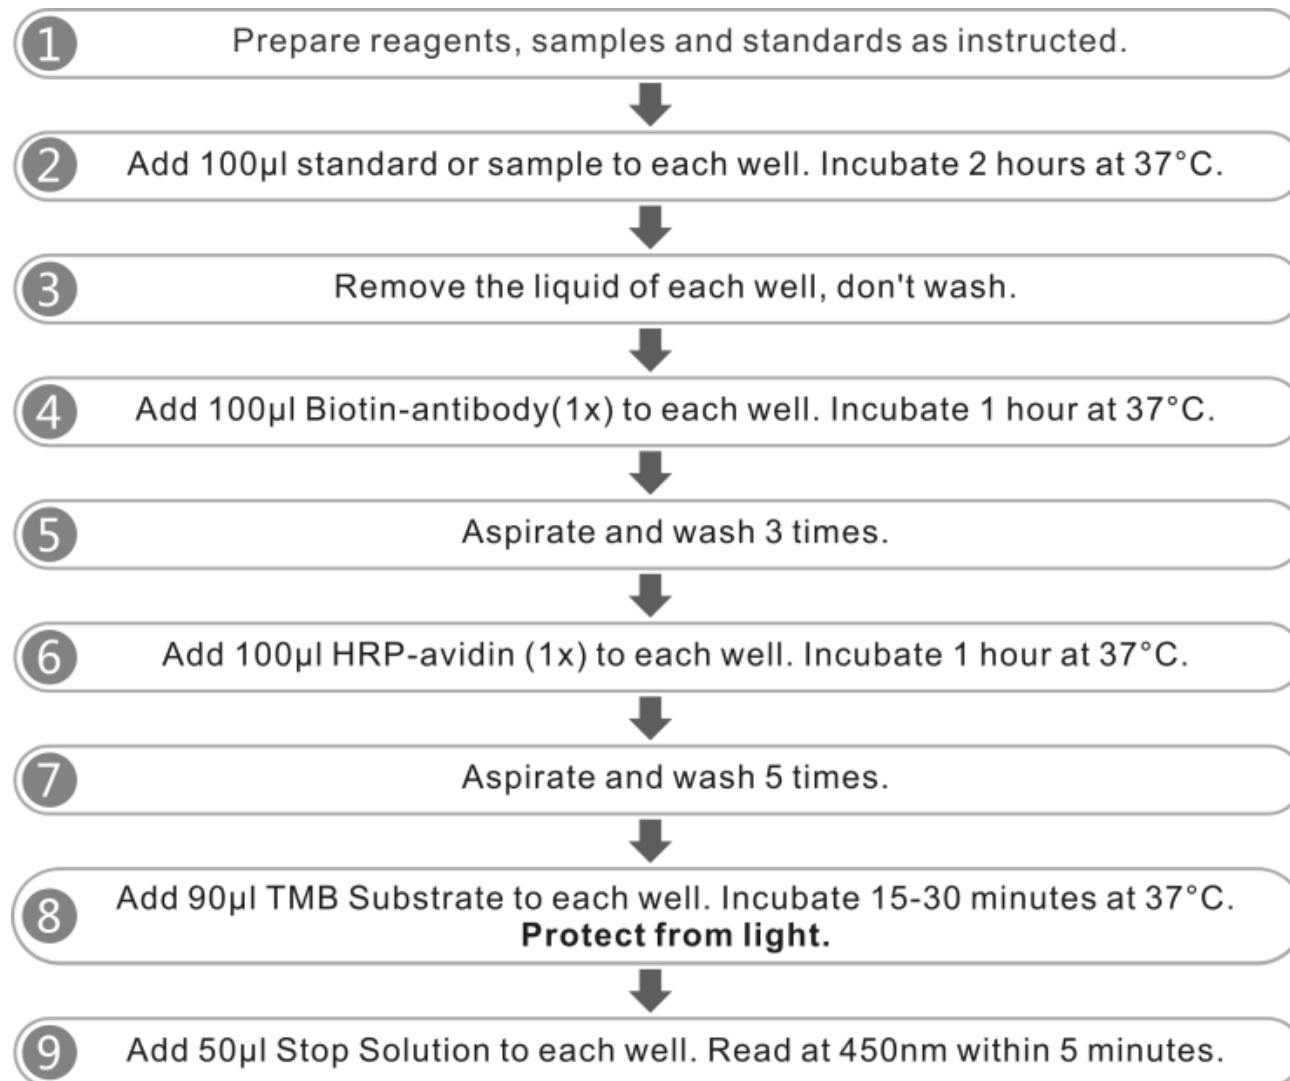 1 Prepare reagents, samples and standards as instructed.
2 Add 100µl standard or sample to each well. Incubate 2 hours at 37°C.
3 Remove the liquid of each well, don't wash.
4 Add 100µl Biotin-antibody(1x) to each well. Incubate 1 hour at 37°C.
5 Aspirate and wash 3 times.
6 Add 100µl HRP-avidin (1x) to each well. Incubate 1 hour at 37°C.
7 Aspirate and wash 5 times.
8 Add 90µl TMB Substrate to each well. Incubate 15-30 minutes at 37°C.
Protect from light.
9 Add 50µl Stop Solution to each well. Read at 450nm within 5 minutes.